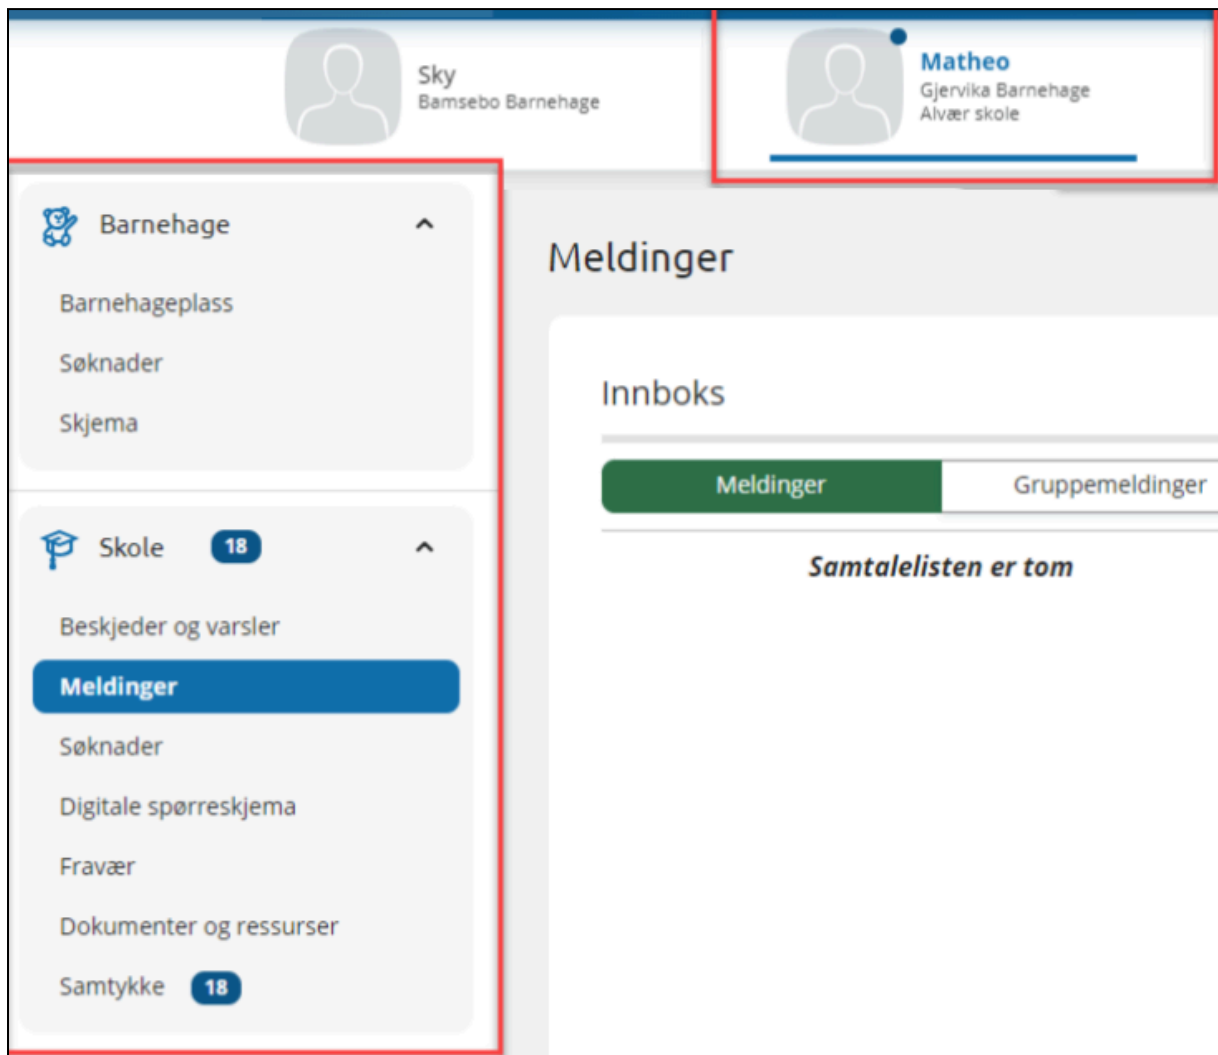 Sky
Bamsebo Barnehage
Matheo
Gjervika Barnehage
Alvær skole
Barnehage
Barnehageplass
Søknader
Skjema
Skole 18
Beskjeder og varsler
Meldinger
Søknader
Digitale spørreskjema
Fravær
Dokumenter og ressurser
Samtykke 18
Meldinger
Innboks
Meldinger Gruppemeldinger
Samtalelisten er tom